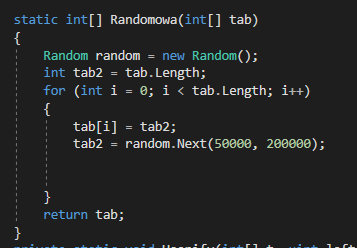 static int[] Randomowa(int[] tab)
{
Random random = new Random();
int tab2 = tab.Length;
for (int i = 0; i < tab.Length; i++)
{
tab[i] = tab2;
tab2 = random.Next(50000, 200000);
}
return tab;
}